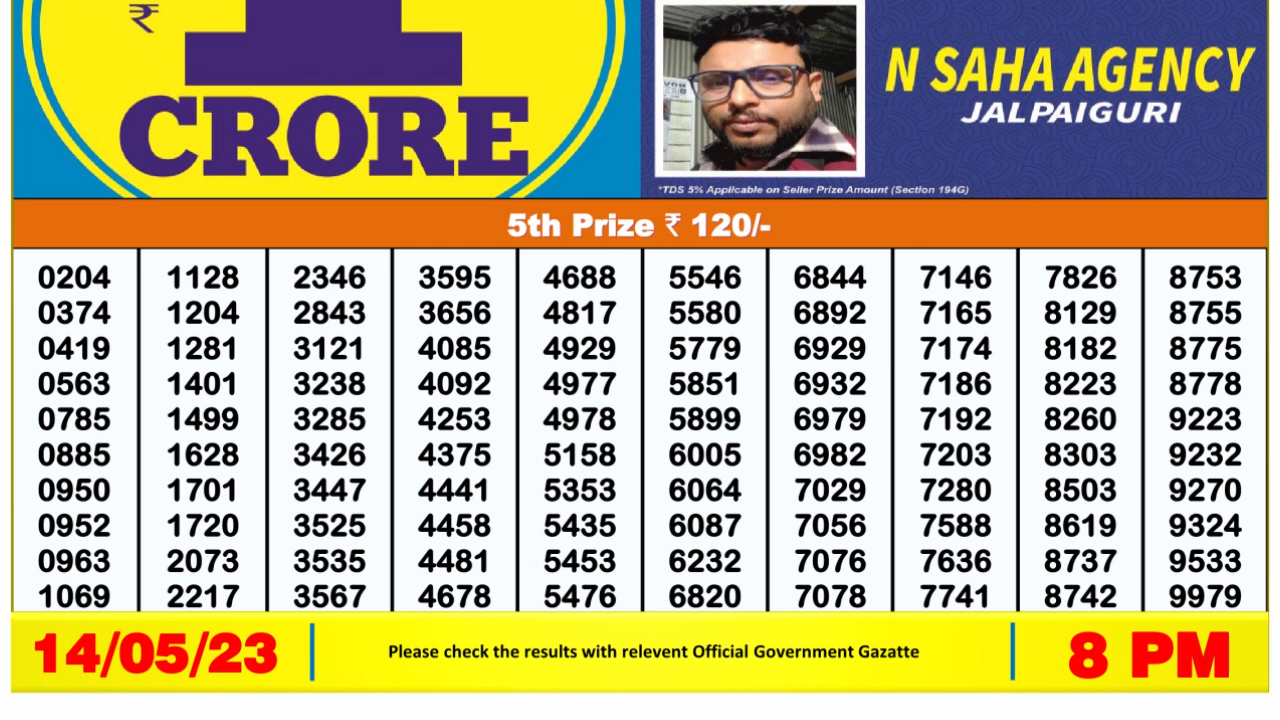 ₹
1
CRORE
N SAHA AGENCY
JALPAIGURI
*TDS 5% Applicable on Seller Prize Amount (Section 194G)
5th Prize ₹ 120/-
0204 1128 2346 3595 4688 5546 6844 7146 7826 8753
0374 1204 2843 3656 4817 5580 6892 7165 8129 8755
0419 1281 3121 4085 4929 5779 6929 7174 8182 8775
0563 1401 3238 4092 4977 5851 6932 7186 8223 8778
0785 1499 3285 4253 4978 5899 6979 7192 8260 9223
0885 1628 3426 4375 5158 6005 6982 7203 8303 9232
0950 1701 3447 4441 5353 6064 7029 7280 8503 9270
0952 1720 3525 4458 5435 6087 7056 7588 8619 9324
0963 2073 3535 4481 5453 6232 7076 7636 8737 9533
1069 2217 3567 4678 5476 6820 7078 7741 8742 9979
14/05/23
Please check the results with relevent Official Government Gazatte
8 PM